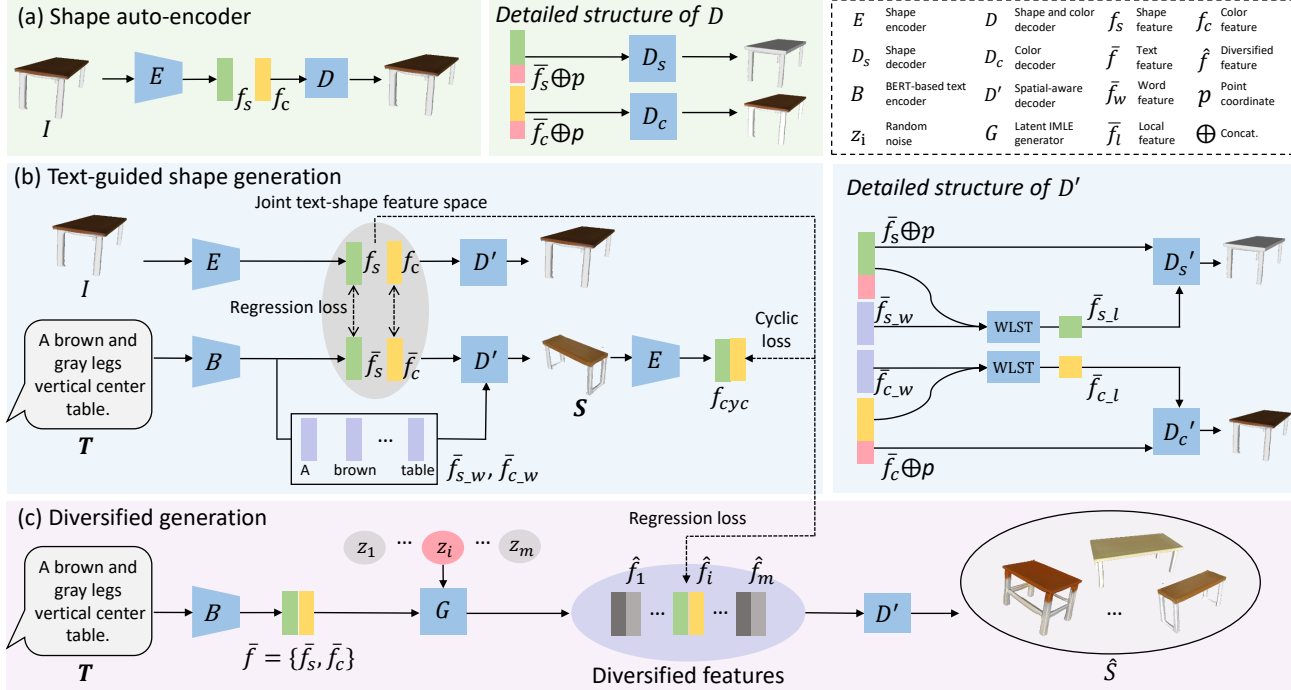 (a) Shape auto-encoder
I
E
f_s f_c
D
Detailed structure of D
f̄_s⊕p
D_s
f̄_c⊕p
D_c
E Shape encoder
D Shape and color decoder
f_s Shape feature
f_c Color feature
D_s Shape decoder
D_c Color decoder
f̄ Text feature
f̂ Diversified feature
B BERT-based text encoder
D′ Spatial-aware decoder
f̄_w Word feature
p Point coordinate
z_i Random noise
G Latent IMLE generator
f̄_l Local feature
⊕ Concat.
(b) Text-guided shape generation
Joint text-shape feature space
I
E
f_s f_c
D′
Regression loss
A brown and
gray legs
vertical center
table.
T
B
f̄_s f̄_c
D′
S
E
f_cyc
Cyclic
loss
A brown ... table
f̄_s_w, f̄_c_w
Detailed structure of D′
f̄_s⊕p
D_s′
f̄_s_w
WLST
f̄_s_l
f̄_c_w
WLST
f̄_c_l
D_c′
f̄_c⊕p
(c) Diversified generation
A brown and
gray legs
vertical center
table.
T
B
f̄ = {f̄_s, f̄_c}
z_1 ... z_i ... z_m
G
Regression loss
f̂_1 f̂_i f̂_m
... ...
Diversified features
D′
...
Ŝ